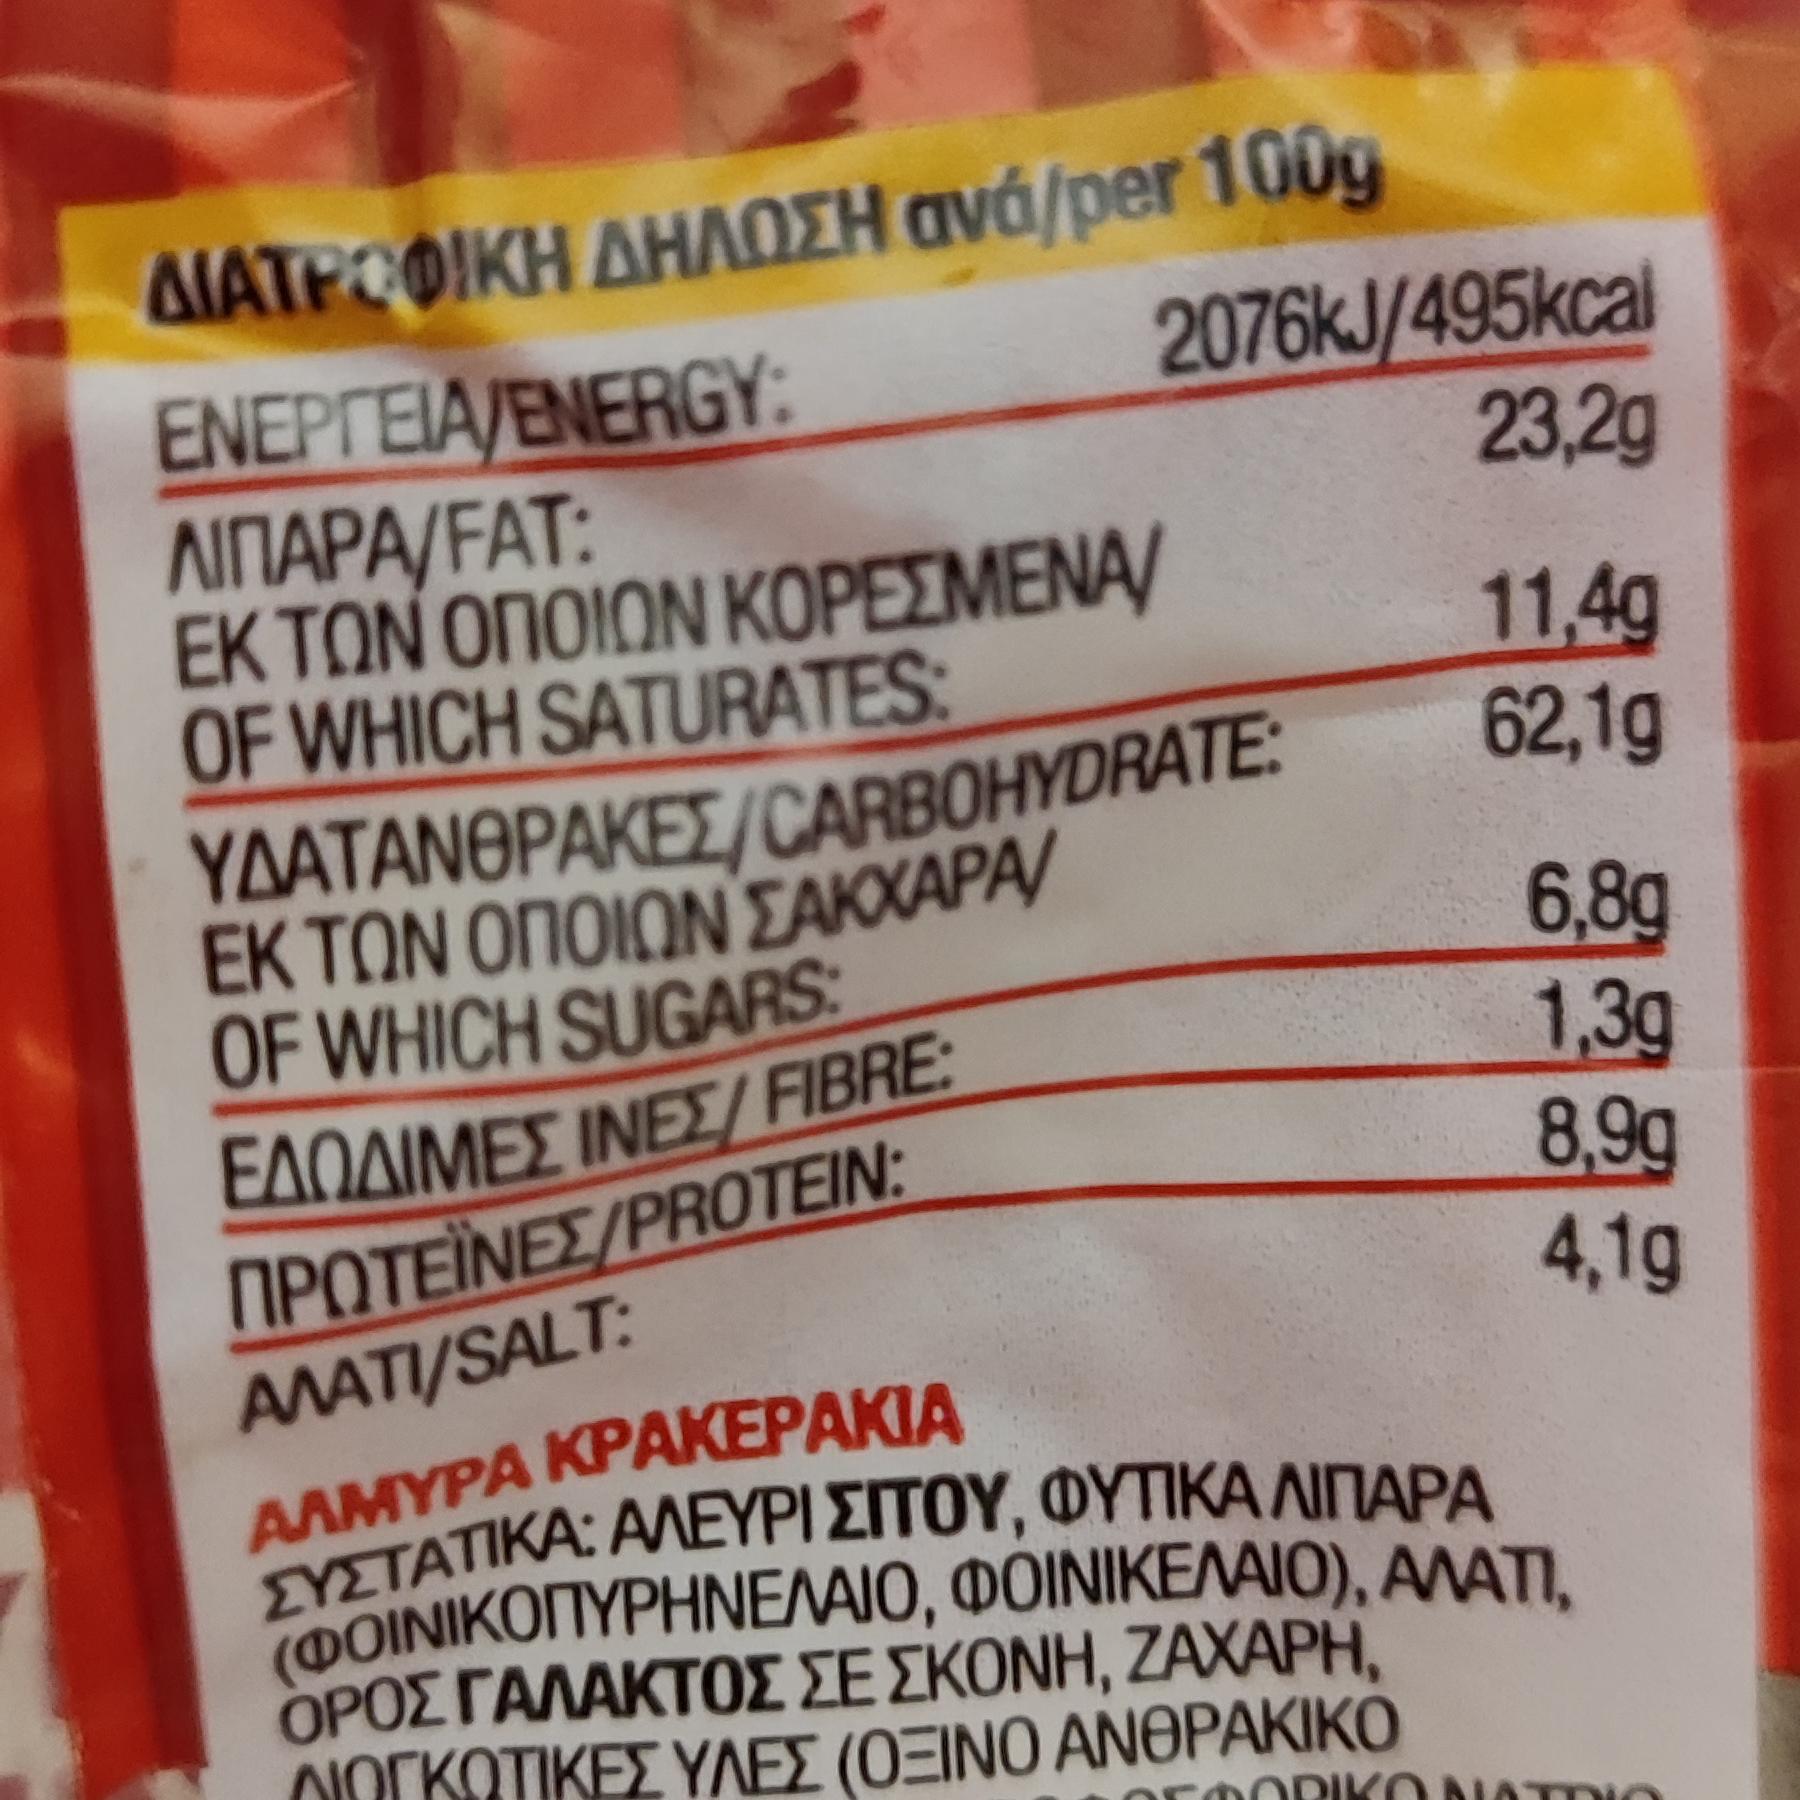 ΔΙΑΤΡΟΦΙΚΗ ΔΗΛΩΣΗ ανά/per 100g
ΕΝΕΡΓΕΙΑ/ENERGY: 2076kJ/495kcal
ΛΙΠΑΡΑ/FAT: 23,2g
ΕΚ ΤΩΝ ΟΠΟΙΩΝ ΚΟΡΕΣΜΕΝΑ/
OF WHICH SATURATES: 11,4g
ΥΔΑΤΑΝΘΡΑΚΕΣ/CARBOHYDRATE: 62,1g
ΕΚ ΤΩΝ ΟΠΟΙΩΝ ΣΑΚΧΑΡΑ/
OF WHICH SUGARS: 6,8g
ΕΔΩΔΙΜΕΣ ΙΝΕΣ/ FIBRE: 1,3g
ΠΡΩΤΕΪΝΕΣ/PROTEIN: 8,9g
ΑΛΑΤΙ/SALT: 4,1g
ΑΛΜΥΡΑ ΚΡΑΚΕΡΑΚΙΑ
ΣΥΣΤΑΤΙΚΑ: ΑΛΕΥΡΙ ΣΙΤΟΥ, ΦΥΤΙΚΑ ΛΙΠΑΡΑ
(ΦΟΙΝΙΚΟΠΥΡΗΝΕΛΑΙΟ, ΦΟΙΝΙΚΕΛΑΙΟ), ΑΛΑΤΙ,
ΟΡΟΣ ΓΑΛΑΚΤΟΣ ΣΕ ΣΚΟΝΗ, ΖΑΧΑΡΗ,
ΔΙΟΓΚΩΤΙΚΕΣ ΥΛΕΣ (ΟΞΙΝΟ ΑΝΘΡΑΚΙΚΟ